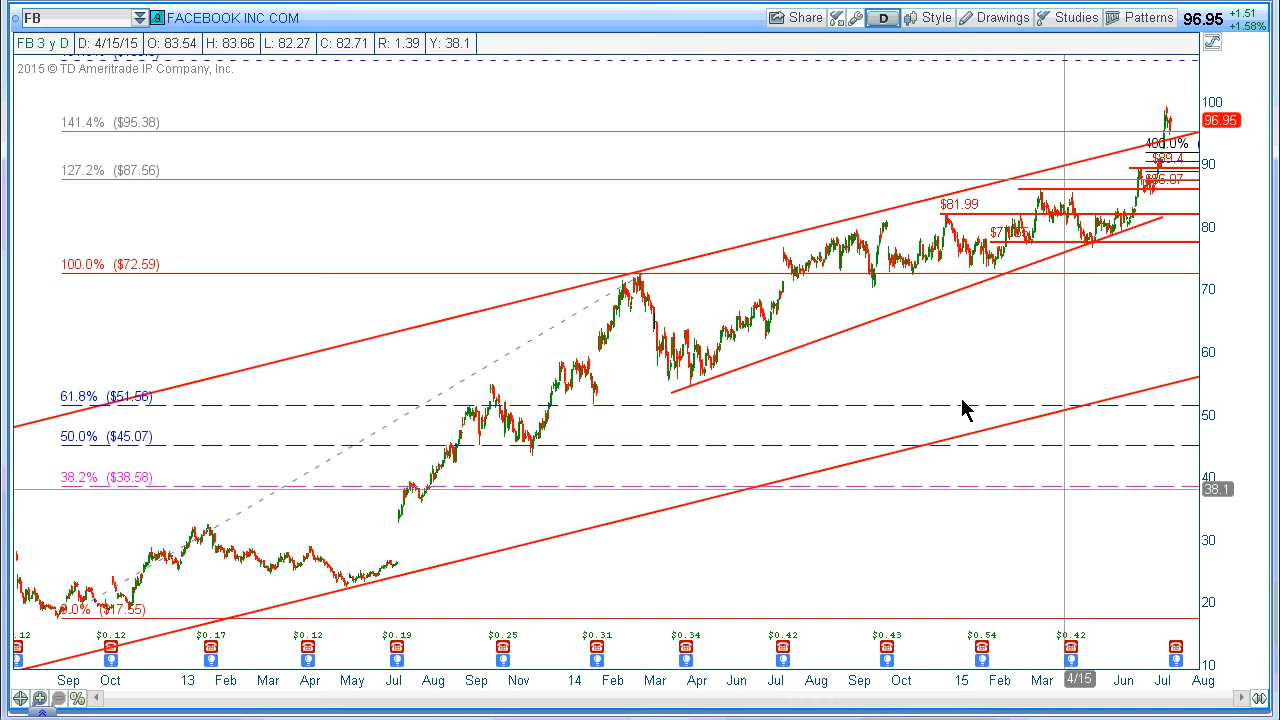 FB FACEBOOK INC COM Share D Style Drawings Studies Patterns 96.95 +1.51
+1.58%
FB 3 y D D: 4/15/15 O: 83.54 H: 83.66 L: 82.27 C: 82.71 R: 1.39 Y: 38.1
2015 © TD Ameritrade IP Company, Inc.
100
141.4% ($95.38) 96.95
400.0% (
127.2% ($87.56) 90
$81.99
80
100.0% ($72.59)
70
60
61.8% ($51.56)
50
50.0% ($45.07)
38.2% ($38.58) 40
38.1
30
0.0% ($17.55) 20
.12 $0.12 $0.17 $0.12 $0.19 $0.25 $0.31 $0.34 $0.42 $0.43 $0.54 $0.42
10
Sep Oct 13 Feb Mar Apr May Jul Aug Sep Nov 14 Feb Apr Jun Jul Aug Sep Oct 15 Feb Mar 4/15 Jun Jul Aug
%